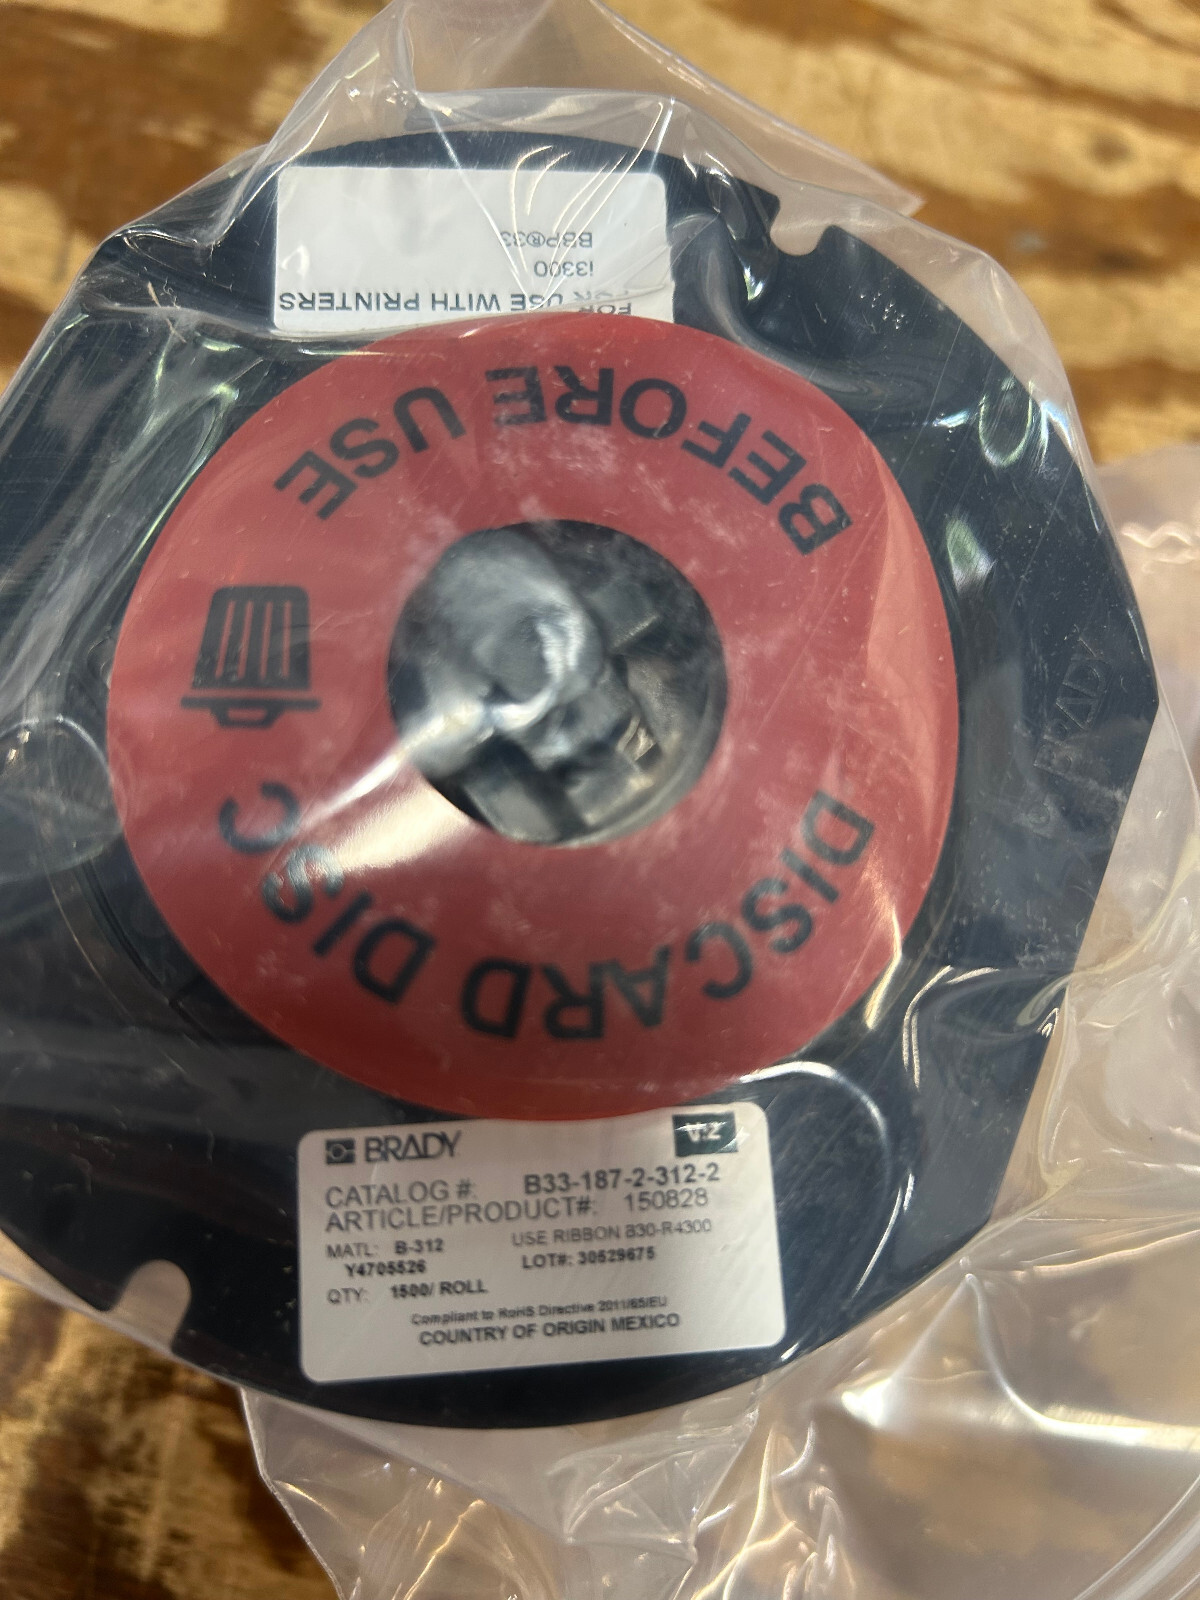 FOR USE WITH PRINTERS
i3300
BBP®33
DISCARD DISC
BEFORE USE
BRADY
BRADY
V.2
CATALOG #: B33-187-2-312-2
ARTICLE/PRODUCT#: 150828
MATL: B-312 USE RIBBON B30-R4300
Y4705526 LOT#: 30529675
QTY: 1500/ ROLL
Compliant to RoHS Directive 2011/65/EU
COUNTRY OF ORIGIN MEXICO